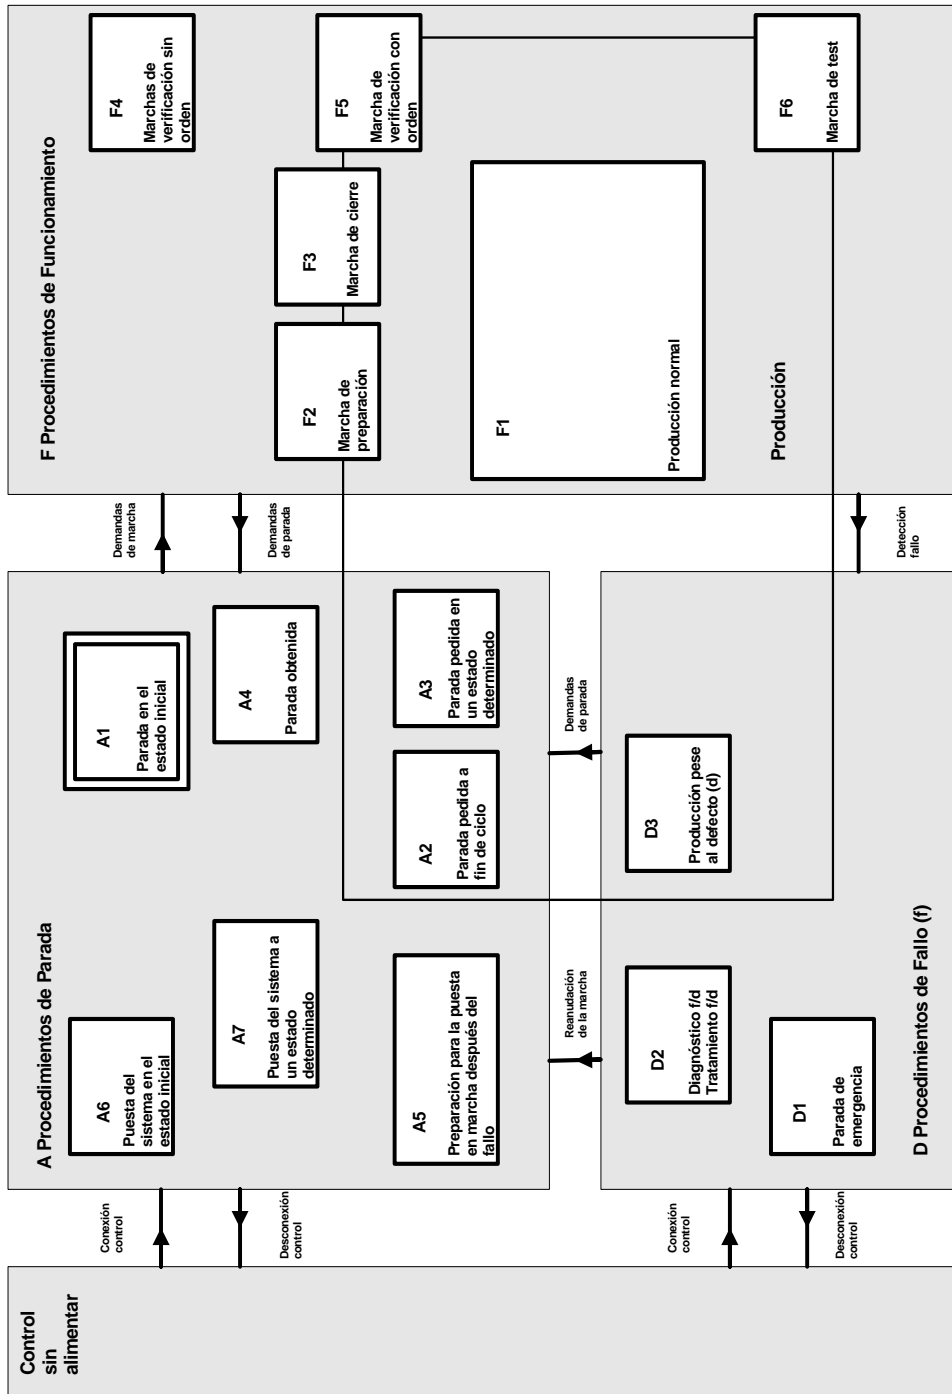 Control
sin
alimentar
Conexión
control
Desconexión
control
Conexión
control
Desconexión
control
A Procedimientos de Parada
A6
Puesta del
sistema en el
estado inicial
A1
Parada en el
estado inicial
A7
Puesta del sistema a
un estado
determinado
A4
Parada obtenida
A5
Preparación para la puesta
en marcha después del
fallo
A2
Parada pedida a
fin de ciclo
A3
Parada pedida en
un estado
determinado
Reanudación
de la marcha
Demandas
de parada
D2
Diagnóstico f/d
Tratamiento f/d
D3
Producción pese
al defecto (d)
D1
Parada de
emergencia
D Procedimientos de Fallo (f)
Demandas
de marcha
Demandas
de parada
Detección
fallo
F Procedimientos de Funcionamiento
F4
Marchas de
verificación sin
orden
F2
Marcha de
preparación
F3
Marcha de cierre
F5
Marcha de
verificación con
orden
F1
Producción normal
Producción
F6
Marcha de test